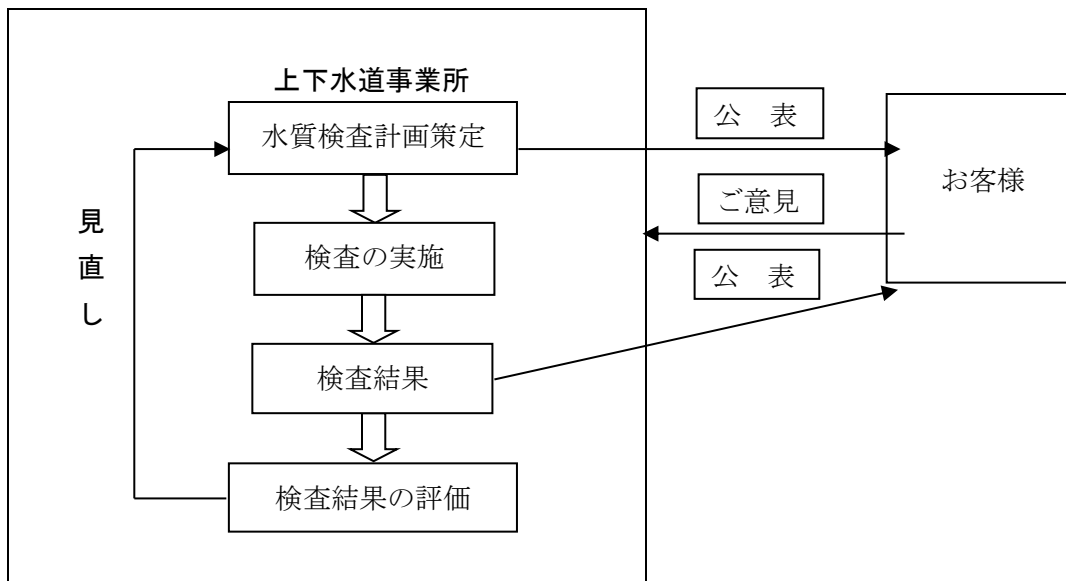 上下水道事業所
水質検査計画策定
検査の実施
検査結果
検査結果の評価
見直し
公　表
ご意見
公　表
お客様